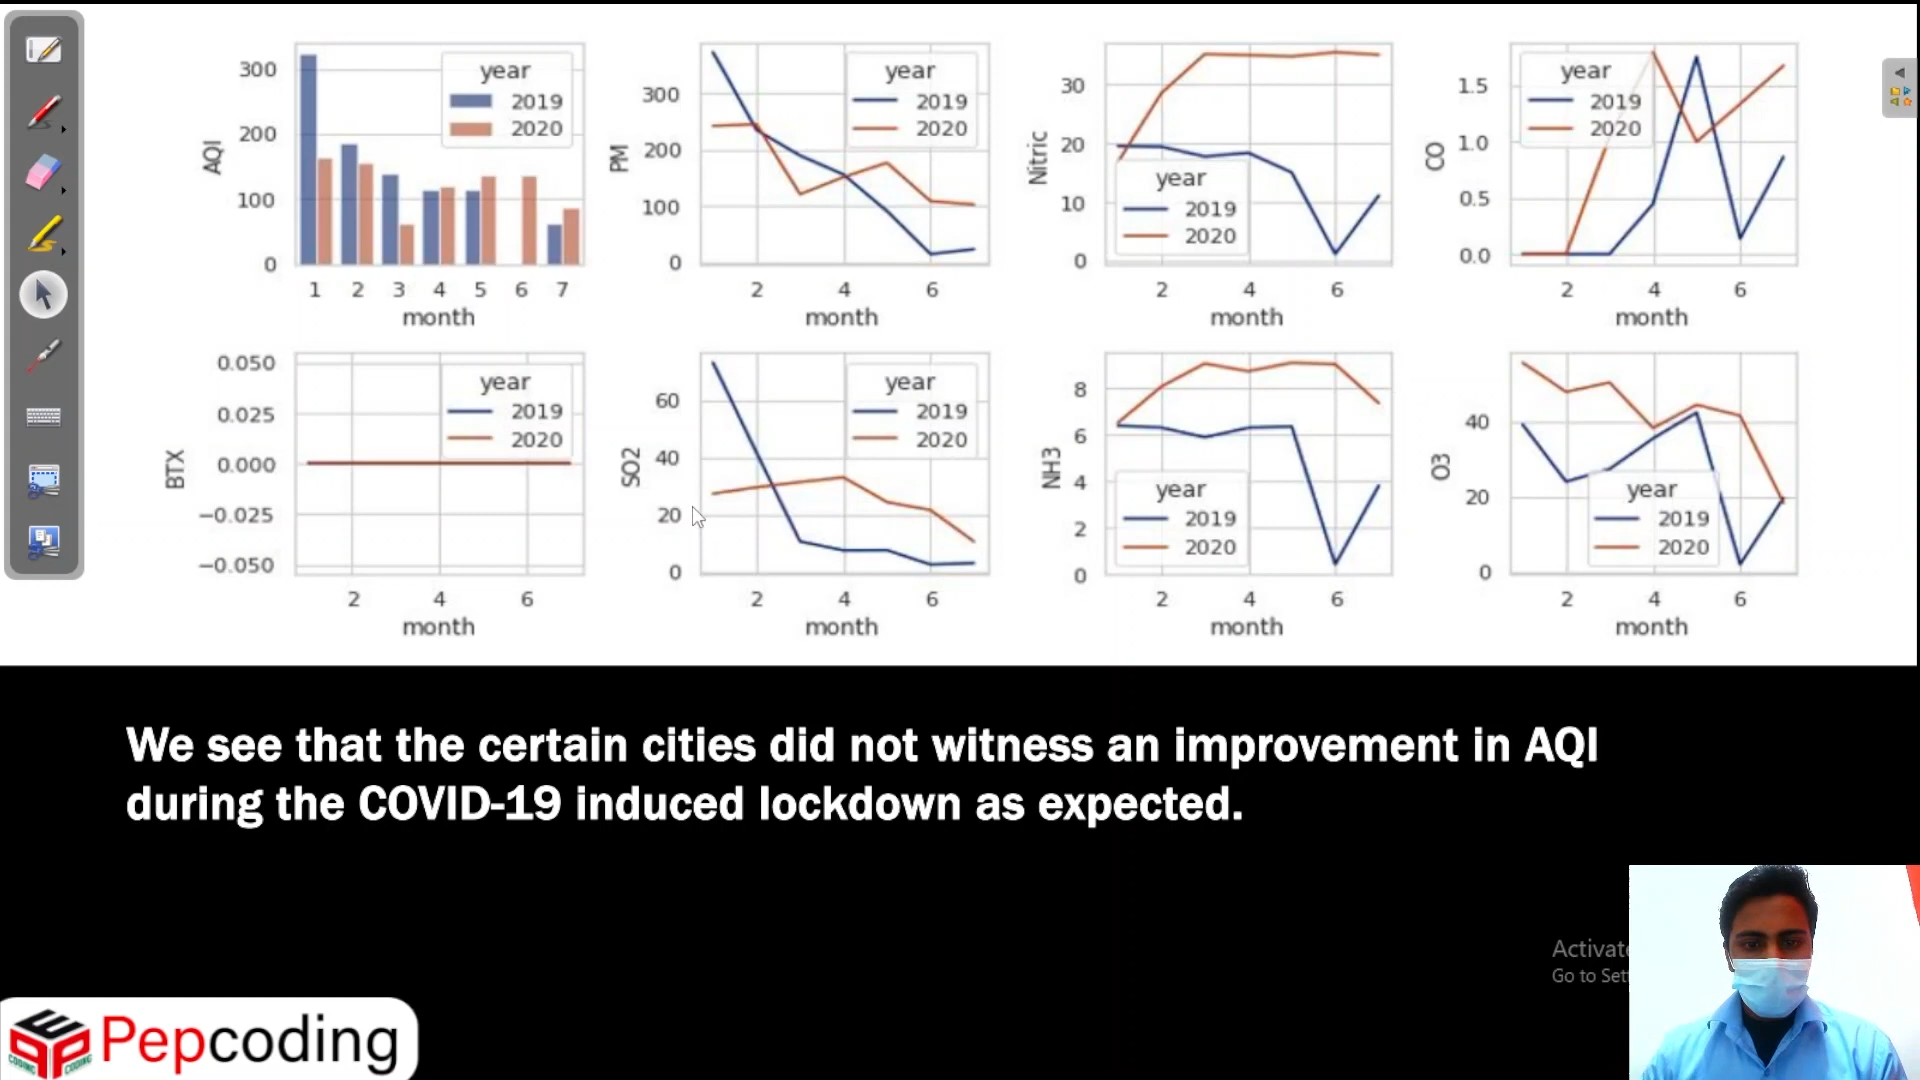 300
200
100
0
AQI
year
2019
2020
1 2 3 4 5 6 7
month
300
200
100
0
PM
year
2019
2020
2 4 6
month
30
20
10
0
Nitric
year
2019
2020
2 4 6
month
1.5
1.0
0.5
0.0
CO
year
2019
2020
2 4 6
month
0.050
0.025
0.000
−0.025
−0.050
BTX
year
2019
2020
2 4 6
month
60
40
20
0
SO2
year
2019
2020
2 4 6
month
8
6
4
2
0
NH3
year
2019
2020
2 4 6
month
40
20
0
O3
year
2019
2020
2 4 6
month
We see that the certain cities did not witness an improvement in AQI
during the COVID-19 induced lockdown as expected.
Activate
Go to Set
Pepcoding